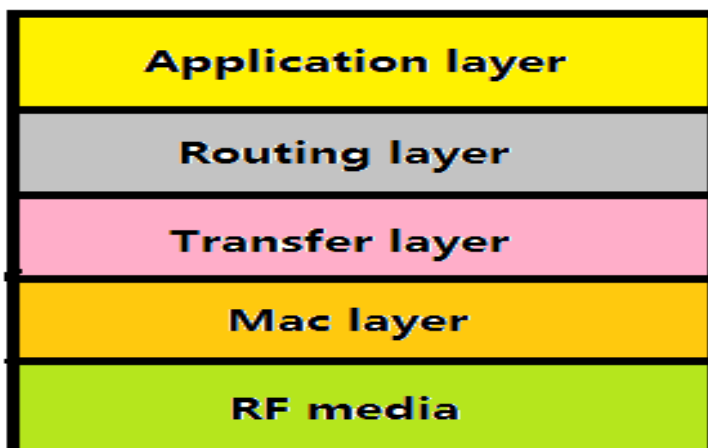 Application layer
Routing layer
Transfer layer
Mac layer
RF media